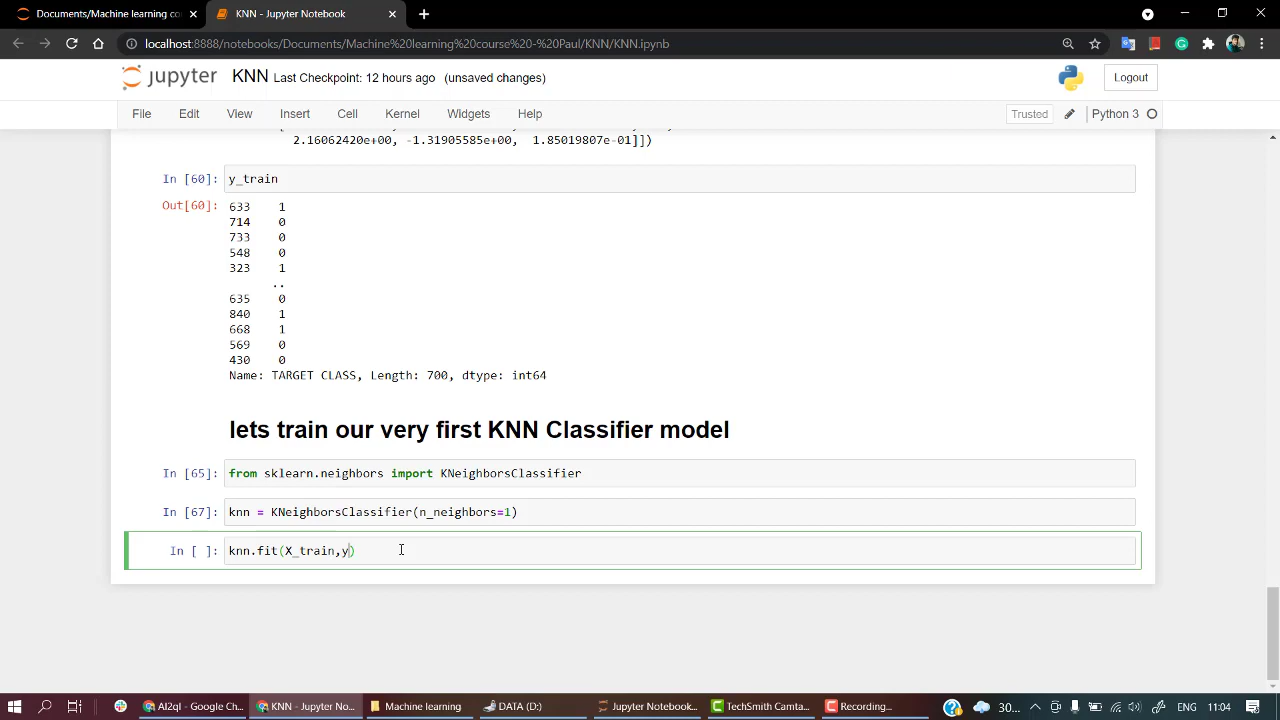 Documents/Machine learning co
KNN - Jupyter Notebook
localhost:8888/notebooks/Documents/Machine%20learning%20course%20-%20Paul/KNN/KNN.ipynb
jupyter KNN Last Checkpoint: 12 hours ago (unsaved changes) Logout
File Edit View Insert Cell Kernel Widgets Help Trusted Python 3
2.16062420e+00, -1.31905585e+00, 1.85019807e-01]])
In [60]: y_train
Out[60]: 633 1
714 0
733 0
548 0
323 1
..
635 0
840 1
668 1
569 0
430 0
Name: TARGET CLASS, Length: 700, dtype: int64
lets train our very first KNN Classifier model
In [65]: from sklearn.neighbors import KNeighborsClassifier
In [67]: knn = KNeighborsClassifier(n_neighbors=1)
In [ ]: knn.fit(X_train,y)
AI2ql - Google Ch... KNN - Jupyter No... Machine learning DATA (D:) Jupyter Notebook... TechSmith Camta... Recording... 30... ENG 11:04